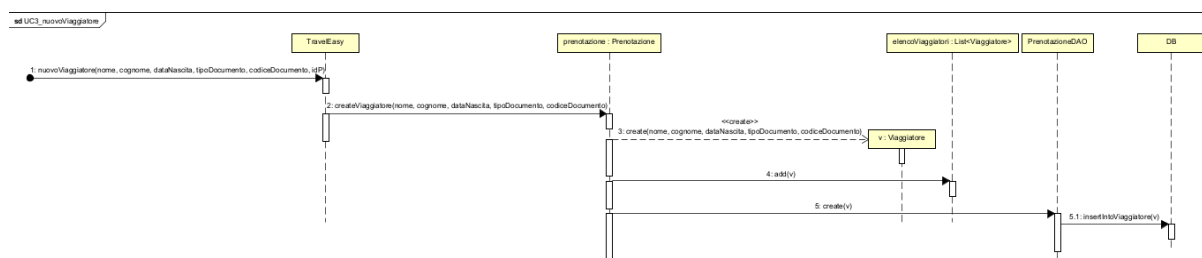 sd UC3_nuovoViaggiatore
TravelEasy
prenotazione : Prenotazione
elencoViaggiatori : List<Viaggiatore>
PrenotazioneDAO
DB
1: nuovoViaggiatore(nome, cognome, dataNascita, tipoDocumento, codiceDocumento, idP)
2: createViaggiatore(nome, cognome, dataNascita, tipoDocumento, codiceDocumento)
<<create>>
3: create(nome, cognome, dataNascita, tipoDocumento, codiceDocumento)
v : Viaggiatore
4: add(v)
5: create(v)
5.1: insertIntoViaggiatore(v)